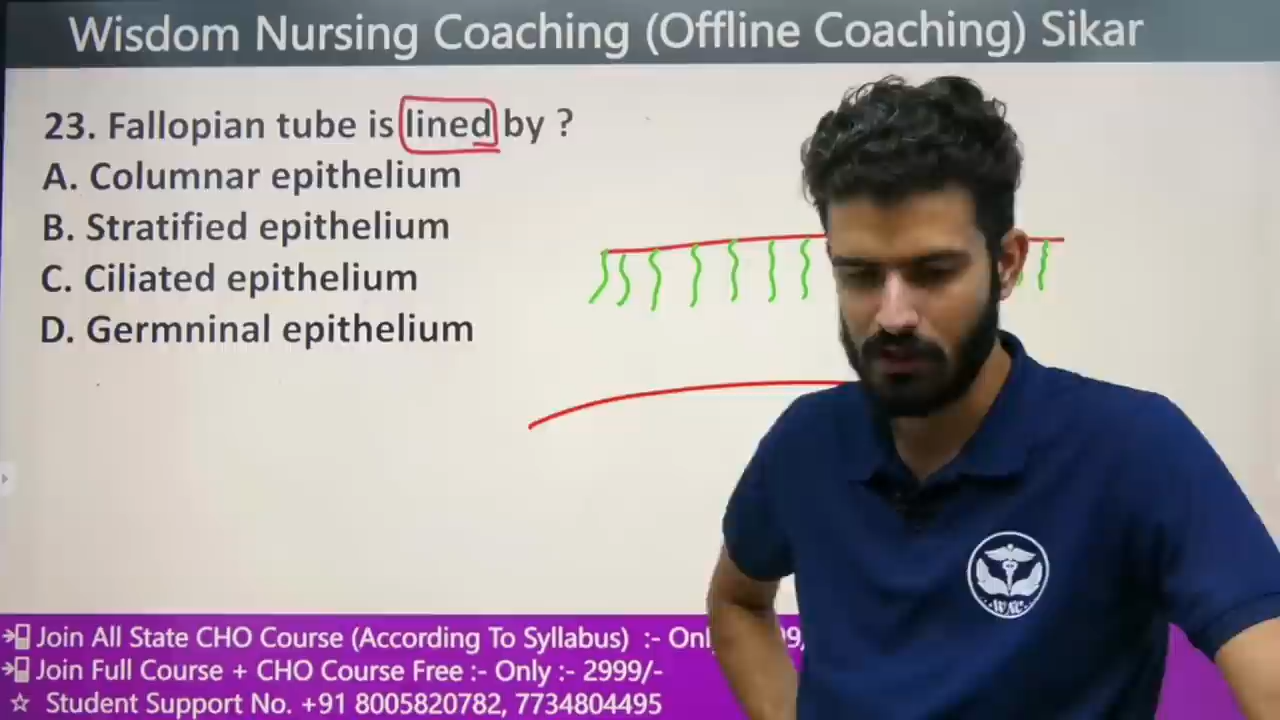 Wisdom Nursing Coaching (Offline Coaching) Sikar
23. Fallopian tube is lined by ?
A. Columnar epithelium
B. Stratified epithelium
C. Ciliated epithelium
D. Germninal epithelium
Join All State CHO Course (According To Syllabus) :-
Join Full Course + CHO Course Free :- Only :- 2999/-
☆ Student Support No. +91 8005820782, 7734804495